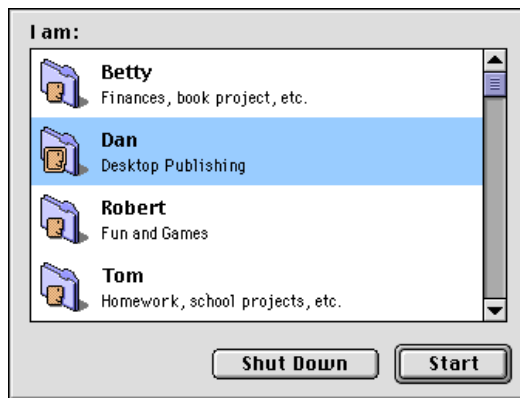 I am:
Betty
Finances, book project, etc.
Dan
Desktop Publishing
Robert
Fun and Games
Tom
Homework, school projects, etc.
Shut Down
Start